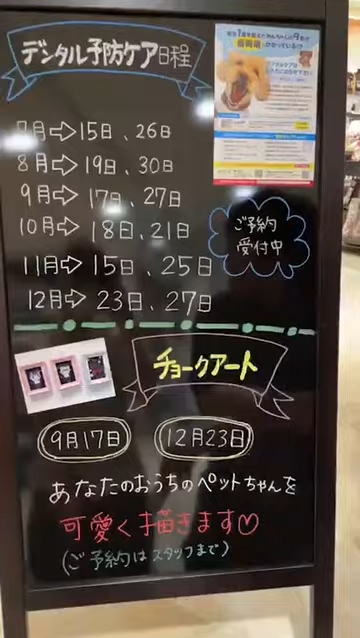 デンタル予防ケア日程
7月⇨15日、26日
8月⇨19日、30日
9月⇨17日、27日
10月⇨18日、21日
11月⇨15日、25日
12月⇨23日、27日
ご予約
受付中
チョークアート
9月17日
12月23日
あなたのおうちのペットちゃんを
可愛く描きます♡
(ご予約はスタッフまで)